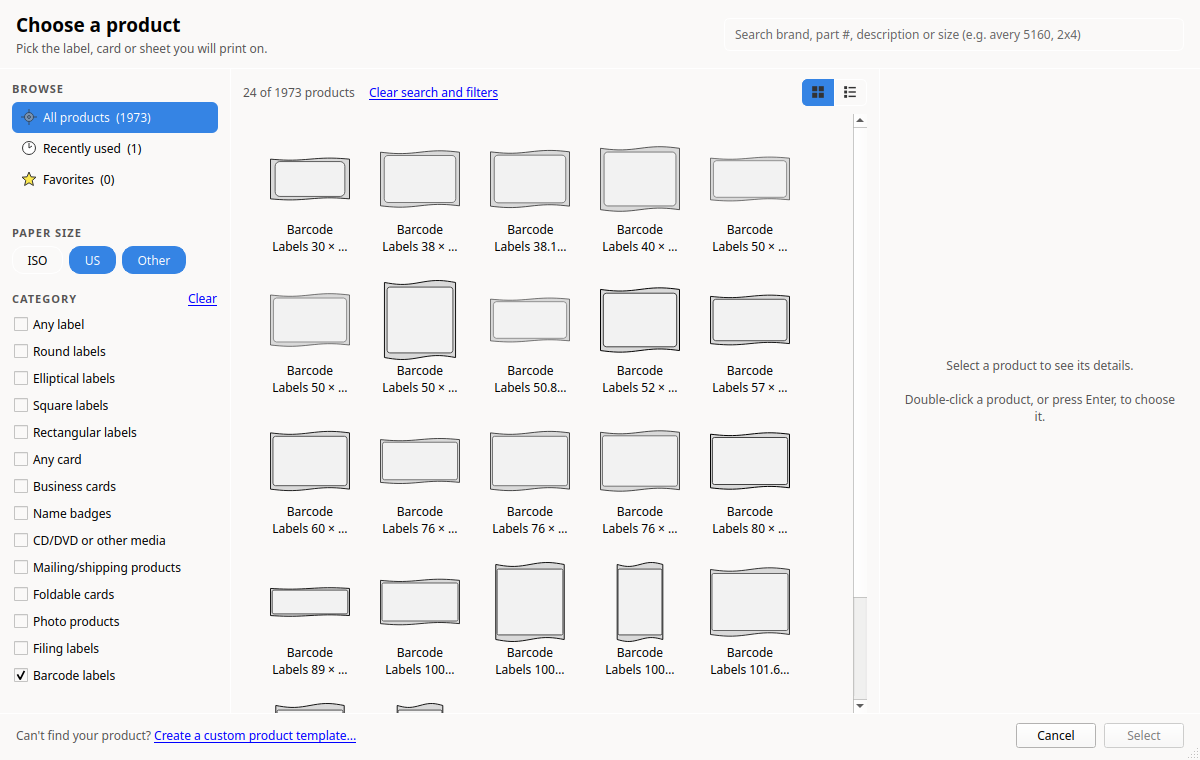 Choose a product
Pick the label, card or sheet you will print on.
Search brand, part #, description or size (e.g. avery 5160, 2x4)
BROWSE
All products (1973)
Recently used (1)
Favorites (0)
PAPER SIZE
ISO
US
Other
CATEGORY
Clear
Any label
Round labels
Elliptical labels
Square labels
Rectangular labels
Any card
Business cards
Name badges
CD/DVD or other media
Mailing/shipping products
Foldable cards
Photo products
Filing labels
Barcode labels
24 of 1973 products
Clear search and filters
Barcode
Labels 30 × ...
Barcode
Labels 38 × ...
Barcode
Labels 38.1...
Barcode
Labels 40 × ...
Barcode
Labels 50 × ...
Barcode
Labels 50 × ...
Barcode
Labels 50 × ...
Barcode
Labels 50.8...
Barcode
Labels 52 × ...
Barcode
Labels 57 × ...
Barcode
Labels 60 × ...
Barcode
Labels 76 × ...
Barcode
Labels 76 × ...
Barcode
Labels 76 × ...
Barcode
Labels 80 × ...
Barcode
Labels 89 × ...
Barcode
Labels 100...
Barcode
Labels 100...
Barcode
Labels 100...
Barcode
Labels 101.6...
Select a product to see its details.
Double-click a product, or press Enter, to choose
it.
Can't find your product? Create a custom product template...
Cancel
Select